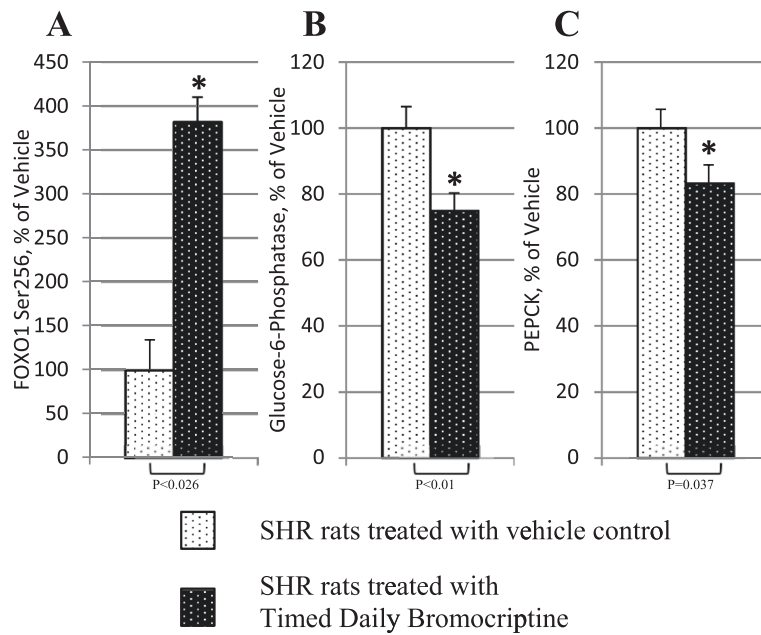 A
B
C
FOXO1 Ser256, % of Vehicle
450
400
350
300
250
200
150
100
50
0
*
P<0.026
Glucose-6-Phosphatase, % of Vehicle
120
100
80
60
40
20
0
*
P<0.01
PEPCK, % of Vehicle
120
100
80
60
40
20
0
*
P=0.037
SHR rats treated with vehicle control
SHR rats treated with
Timed Daily Bromocriptine